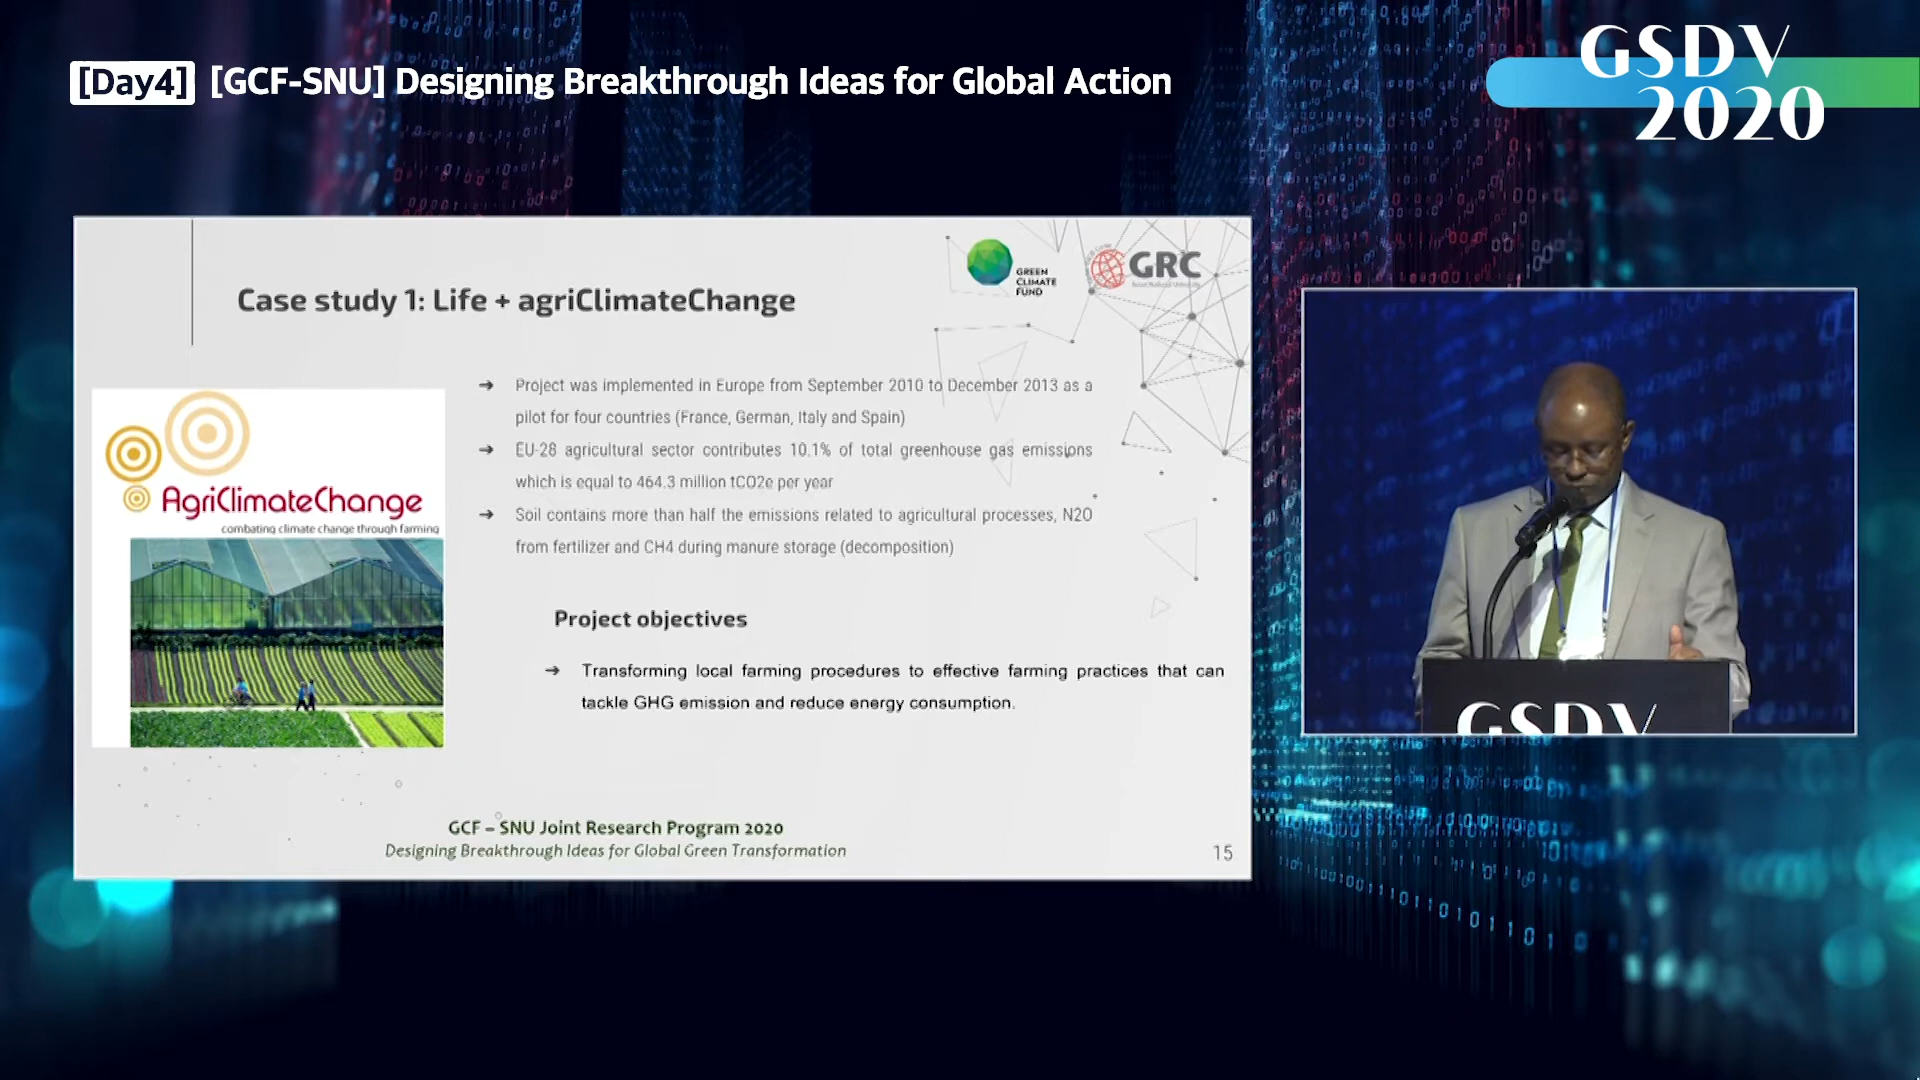 [Day4] [GCF-SNU] Designing Breakthrough Ideas for Global Action
GSDV
2020
GREEN
CLIMATE
FUND
GRC
Case study 1: Life + agriClimateChange
AgriClimateChange
combating climate change through farming
➔ Project was implemented in Europe from September 2010 to December 2013 as a
pilot for four countries (France, German, Italy and Spain)
➔ EU-28 agricultural sector contributes 10.1% of total greenhouse gas emissions
which is equal to 464.3 million tCO2e per year
➔ Soil contains more than half the emissions related to agricultural processes, N2O
from fertilizer and CH4 during manure storage (decomposition)
Project objectives
➔ Transforming local farming procedures to effective farming practices that can
tackle GHG emission and reduce energy consumption.
GCF – SNU Joint Research Program 2020
Designing Breakthrough Ideas for Global Green Transformation
15
GSDV